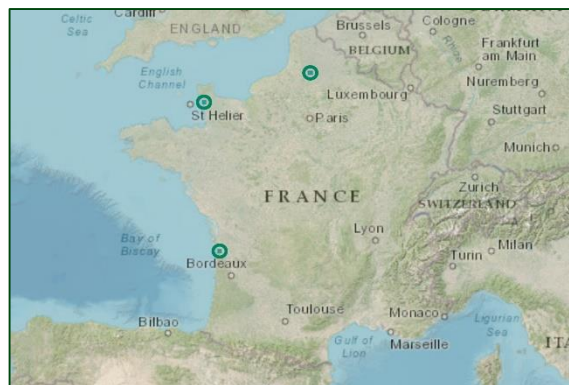 Cardiff
Celtic
Sea
ENGLAND
Brussels
Cologne
BELGIUM
Rhine
Frankfurt
am Main
English
Channel
Luxembourg
Nuremberg
St Helier
Paris
Stuttgart
Munich
FRANCE
Zurich
SWITZERLAND
Bay of
Biscay
Lyon
Bordeaux
Turin
Milan
Bilbao
Toulouse
Monaco
Ligurian
Sea
Gulf of
Lion
Marseille
ITA